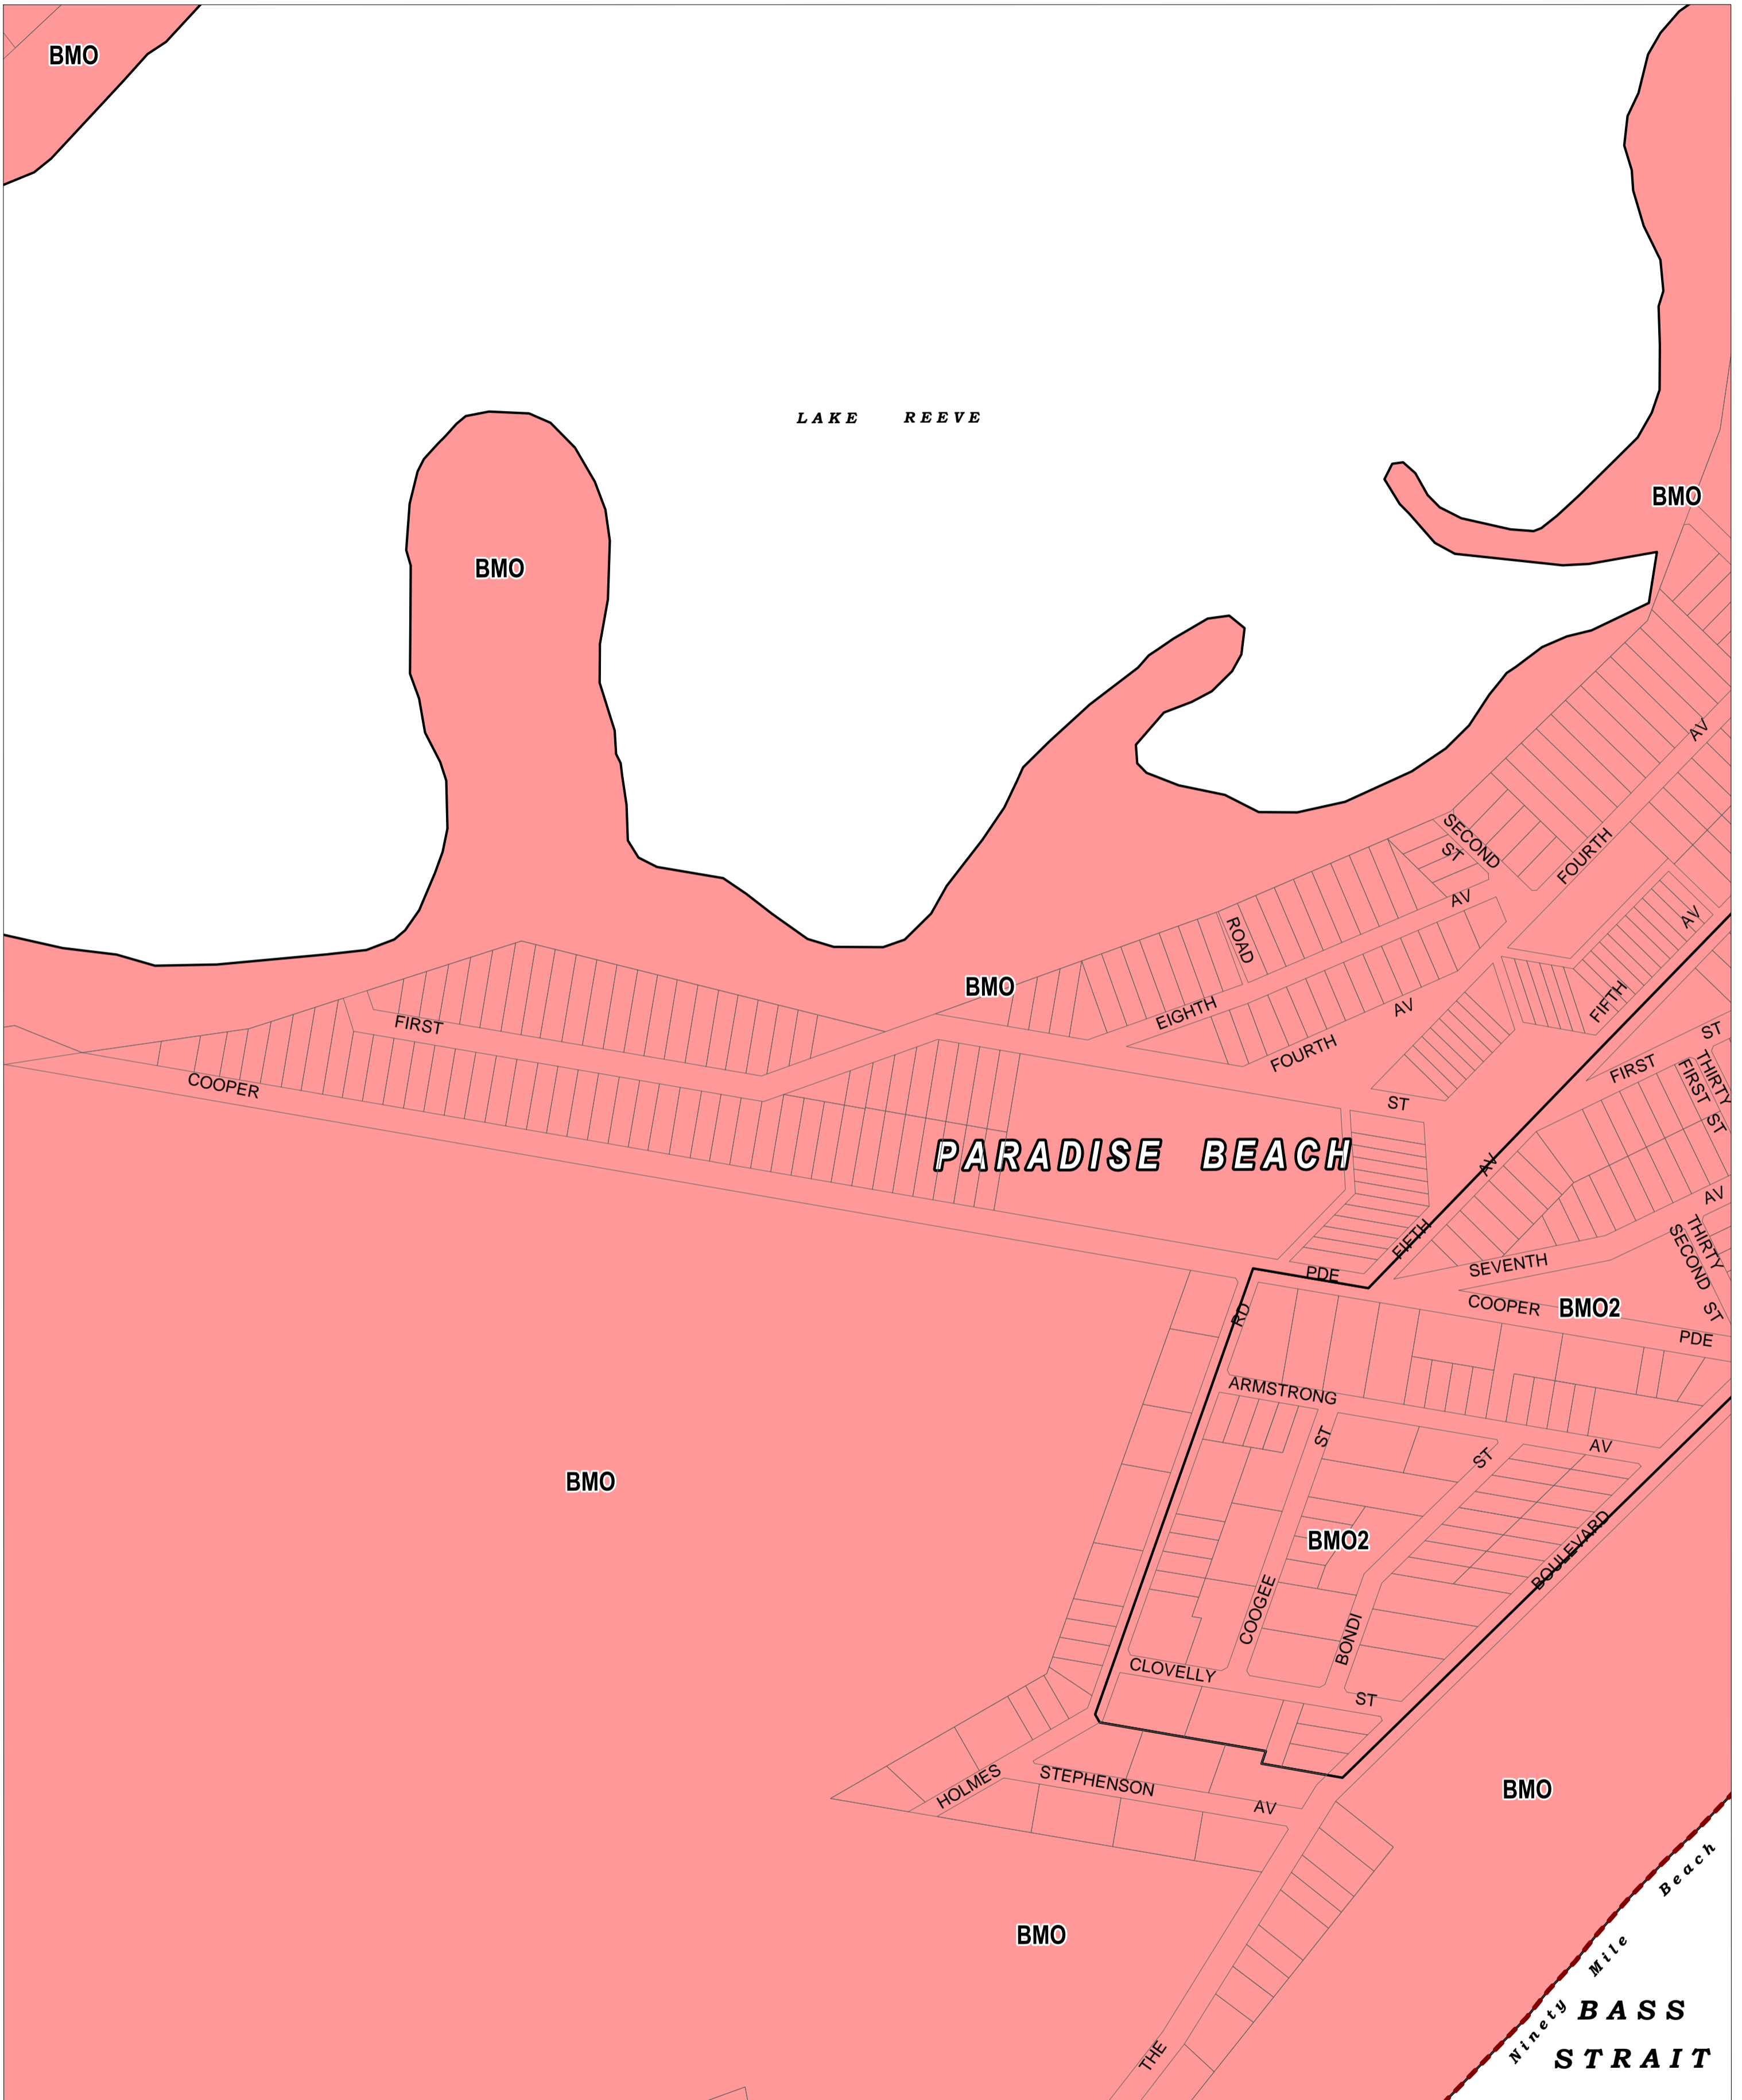 BMO
LAKE REEVE
BMO
BMO
AV
SECOND
ST
FOURTH
AV
AV
ROAD
BMO
EIGHTH
AV
FIFTH
FIRST
FOURTH
ST
FIRST
THIRTY
FIRST ST
COOPER
ST
PARADISE BEACH
AV
AV
FIFTH
THIRTY
SECOND ST
SEVENTH
PDE
COOPER
BMO2
RD
PDE
ARMSTRONG
ST
AV
ST
BMO
BMO2
BOULEVARD
COOGEE
BONDI
CLOVELLY
ST
HOLMES
STEPHENSON
AV
BMO
BMO
Ninety Mile Beach
BASS
STRAIT
THE